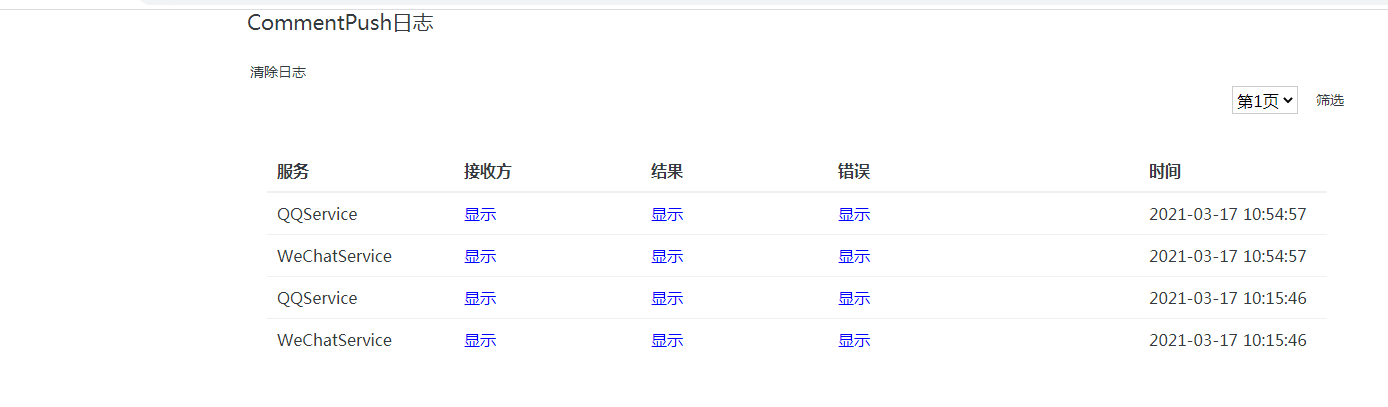 CommentPush日志
清除日志
第1页 筛选
服务 接收方 结果 错误 时间
QQService 显示 显示 显示 2021-03-17 10:54:57
WeChatService 显示 显示 显示 2021-03-17 10:54:57
QQService 显示 显示 显示 2021-03-17 10:15:46
WeChatService 显示 显示 显示 2021-03-17 10:15:46